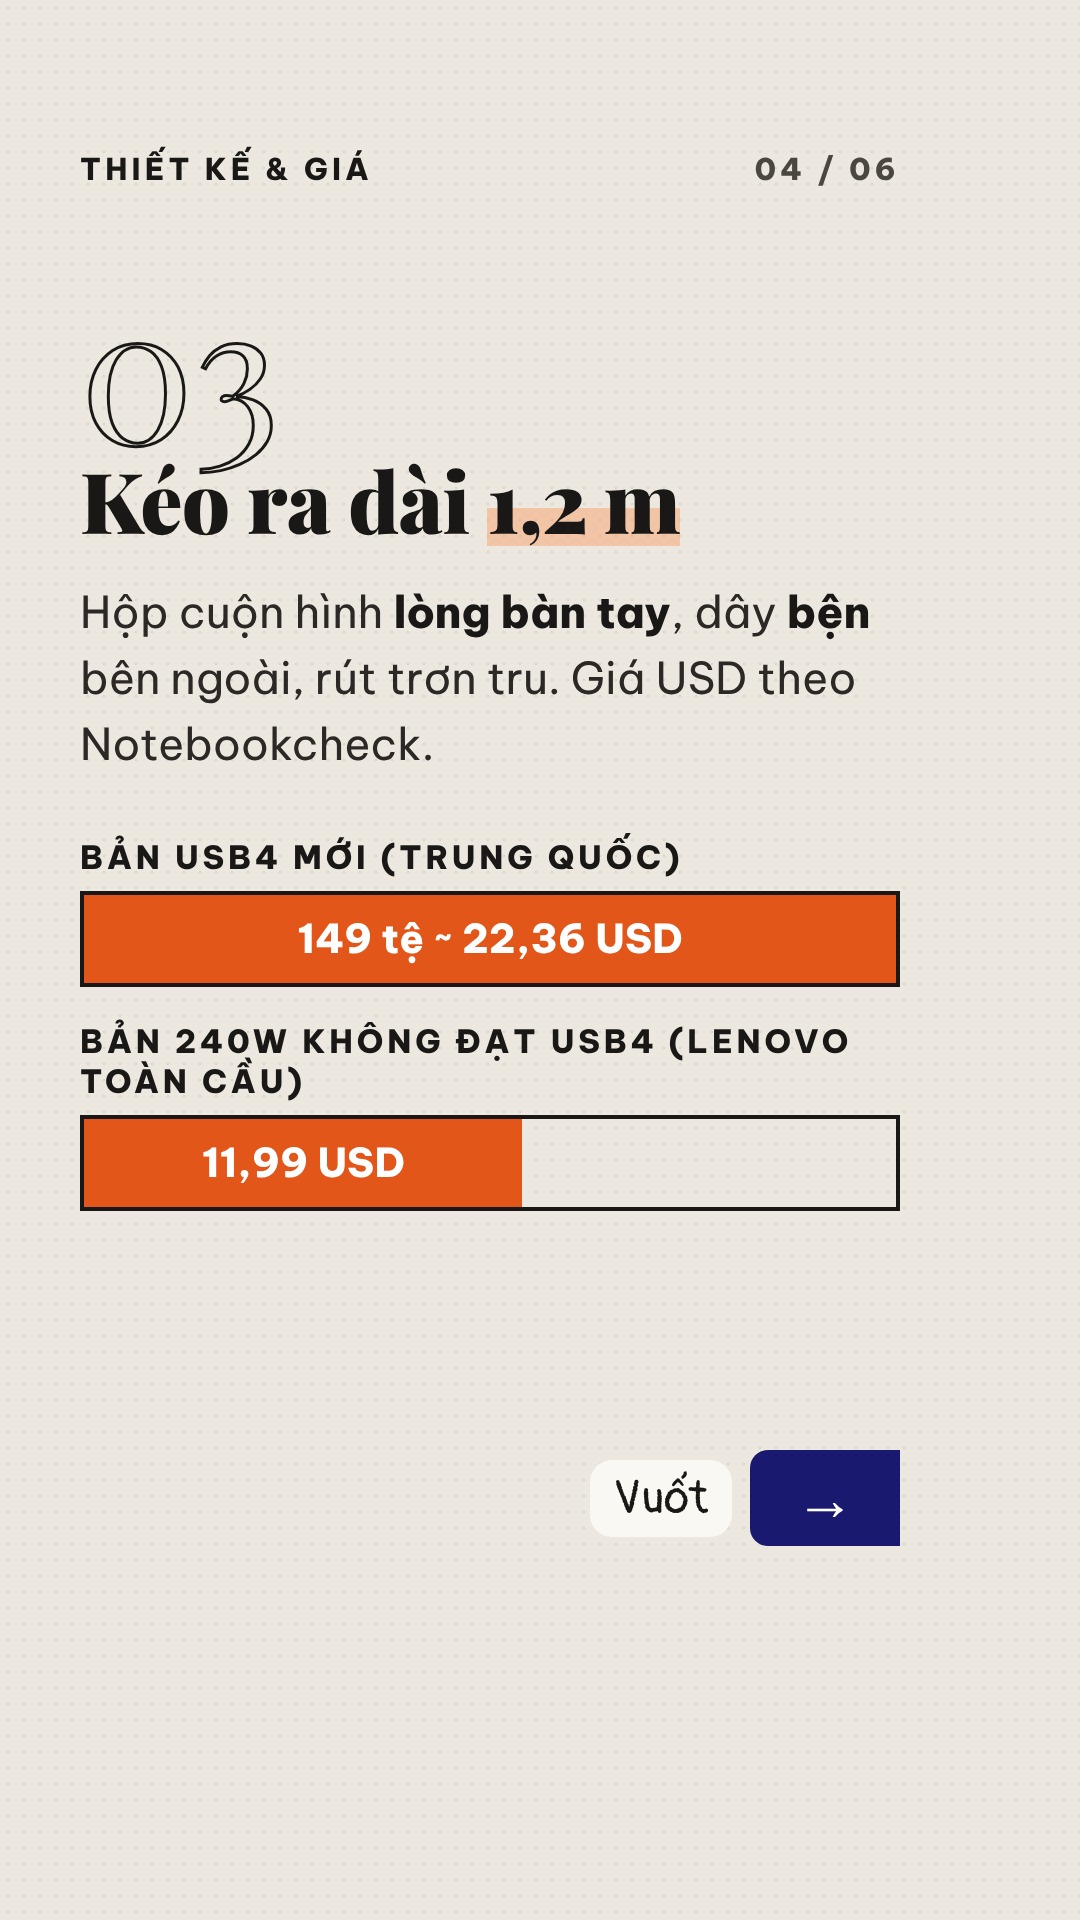 THIẾT KẾ & GIÁ
04 / 06
03
Kéo ra dài 1,2 m
Hộp cuộn hình lòng bàn tay, dây bện
bên ngoài, rút trơn tru. Giá USD theo
Notebookcheck.
BẢN USB4 MỚI (TRUNG QUỐC)
149 tệ ~ 22,36 USD
BẢN 240W KHÔNG ĐẠT USB4 (LENOVO
TOÀN CẦU)
11,99 USD
Vuốt →